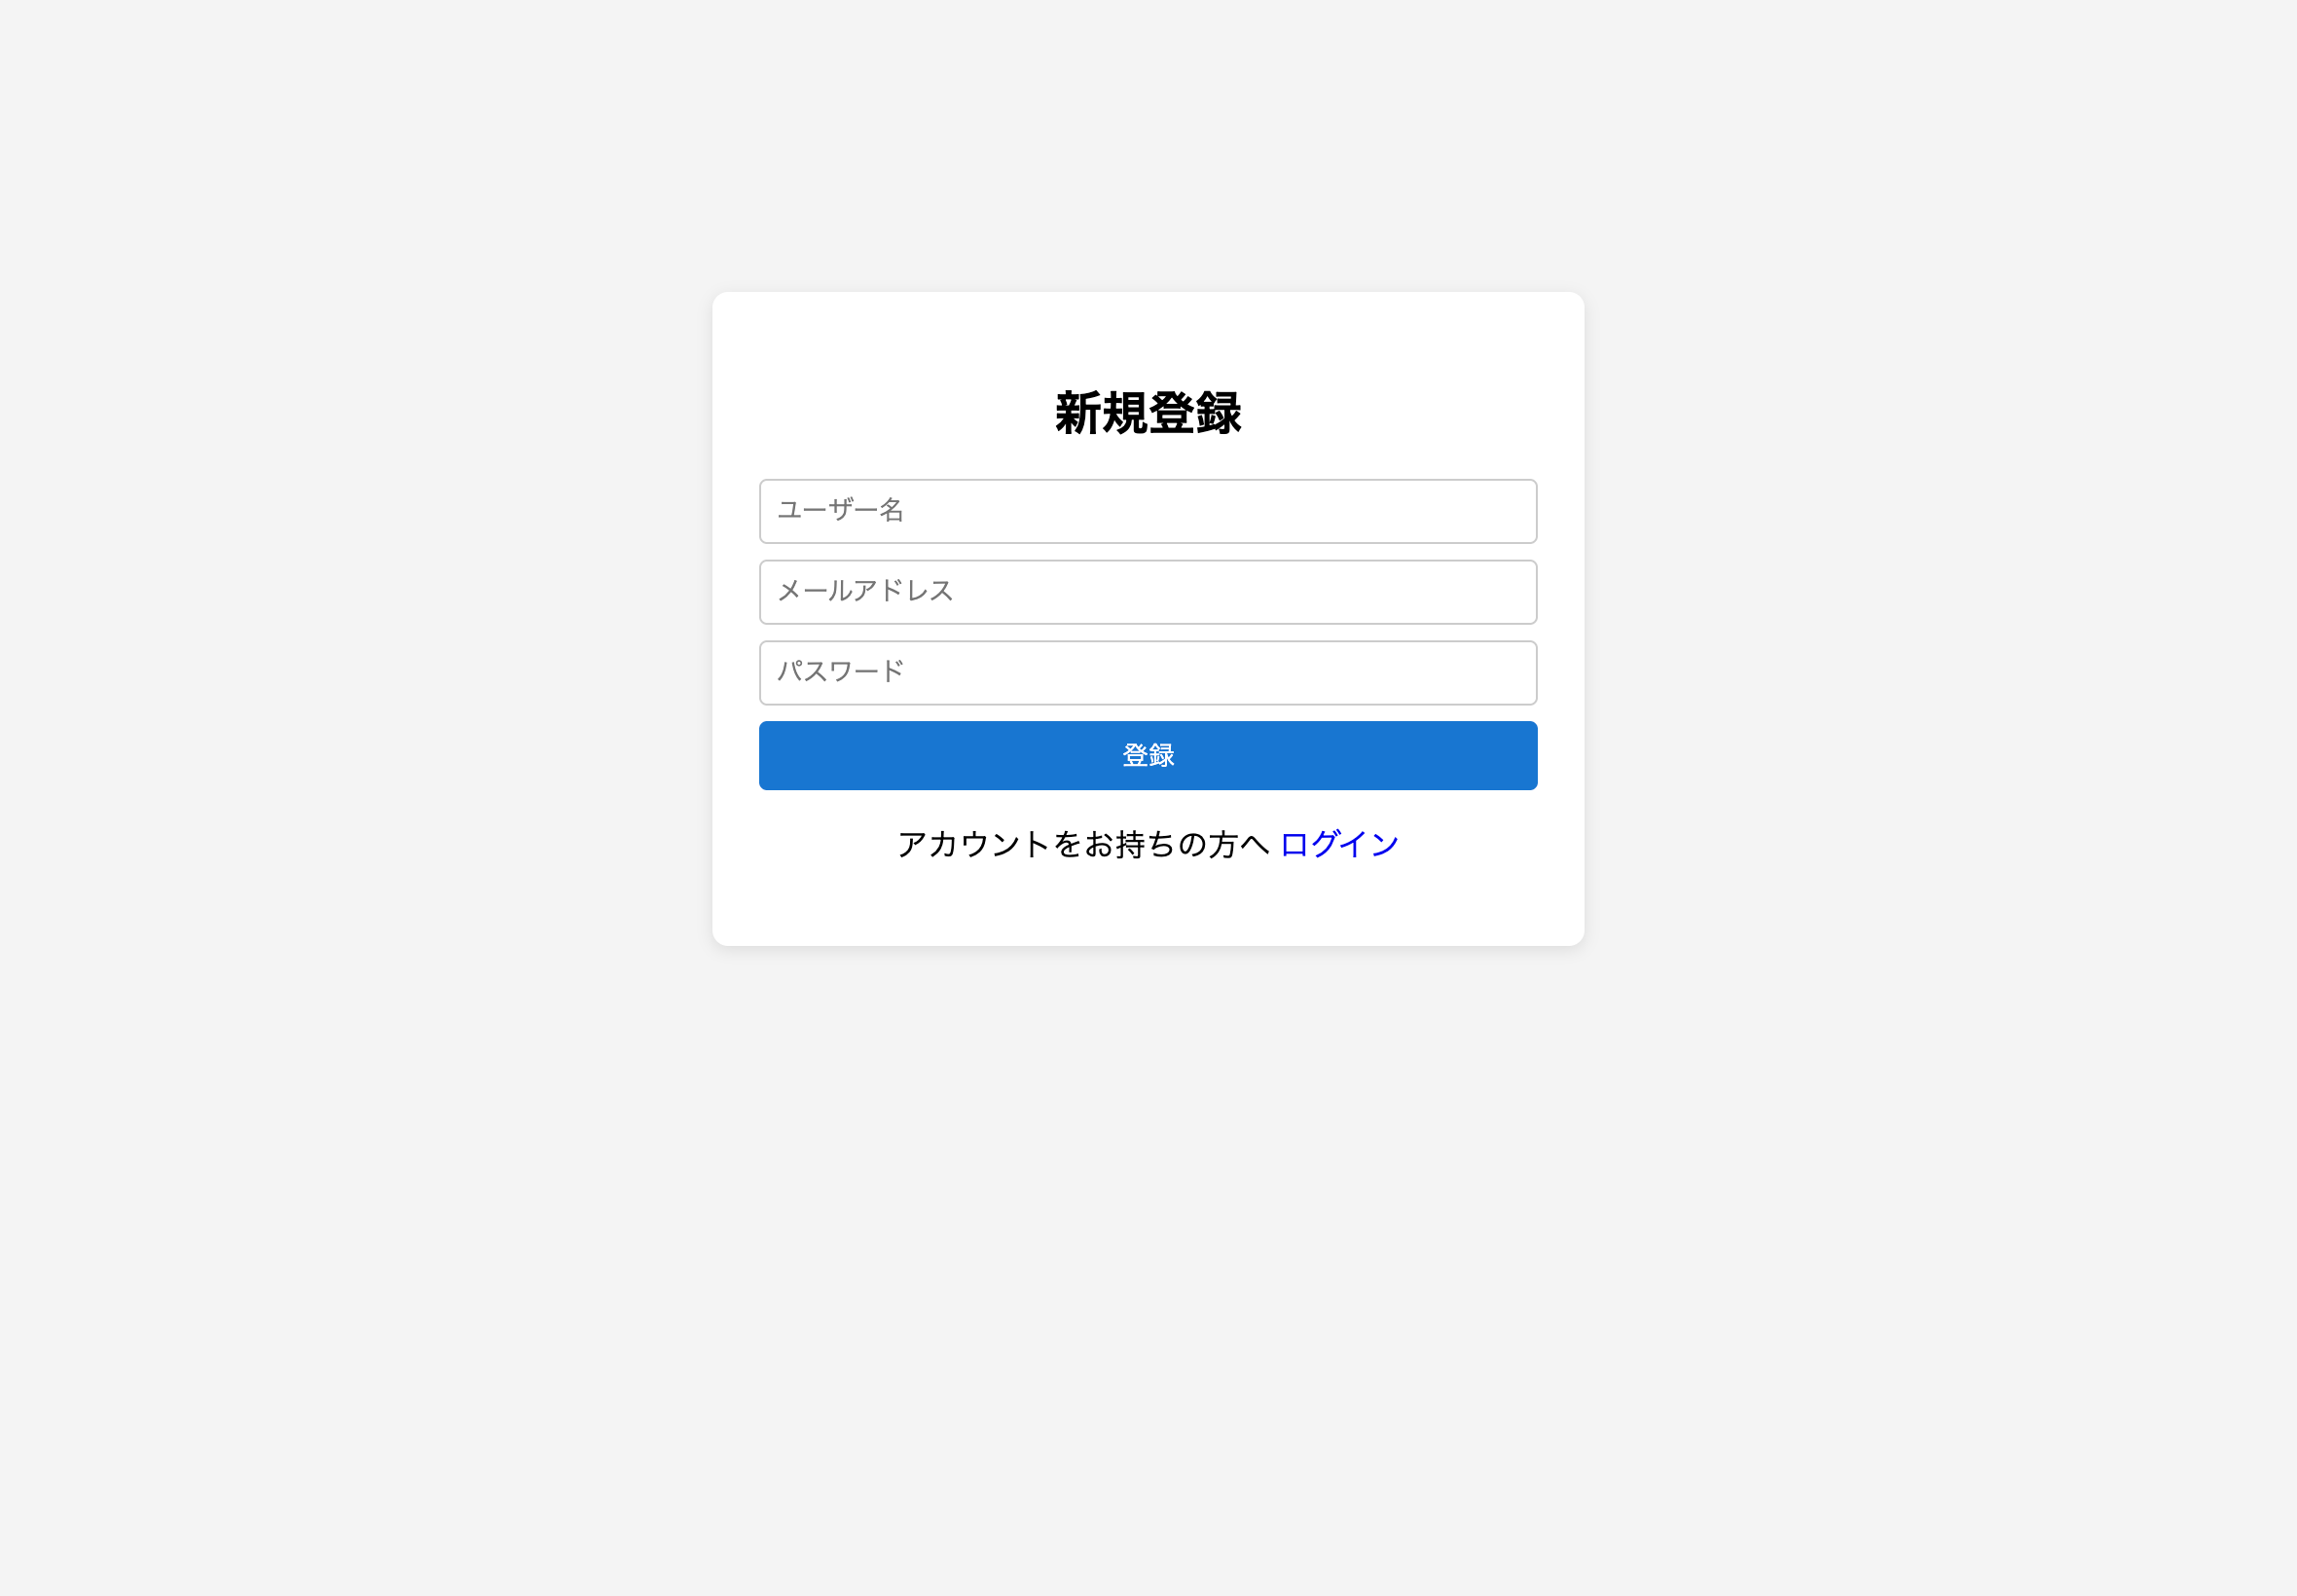 新規登録
ユーザー名
メールアドレス
パスワード
登録
アカウントをお持ちの方へ ログイン